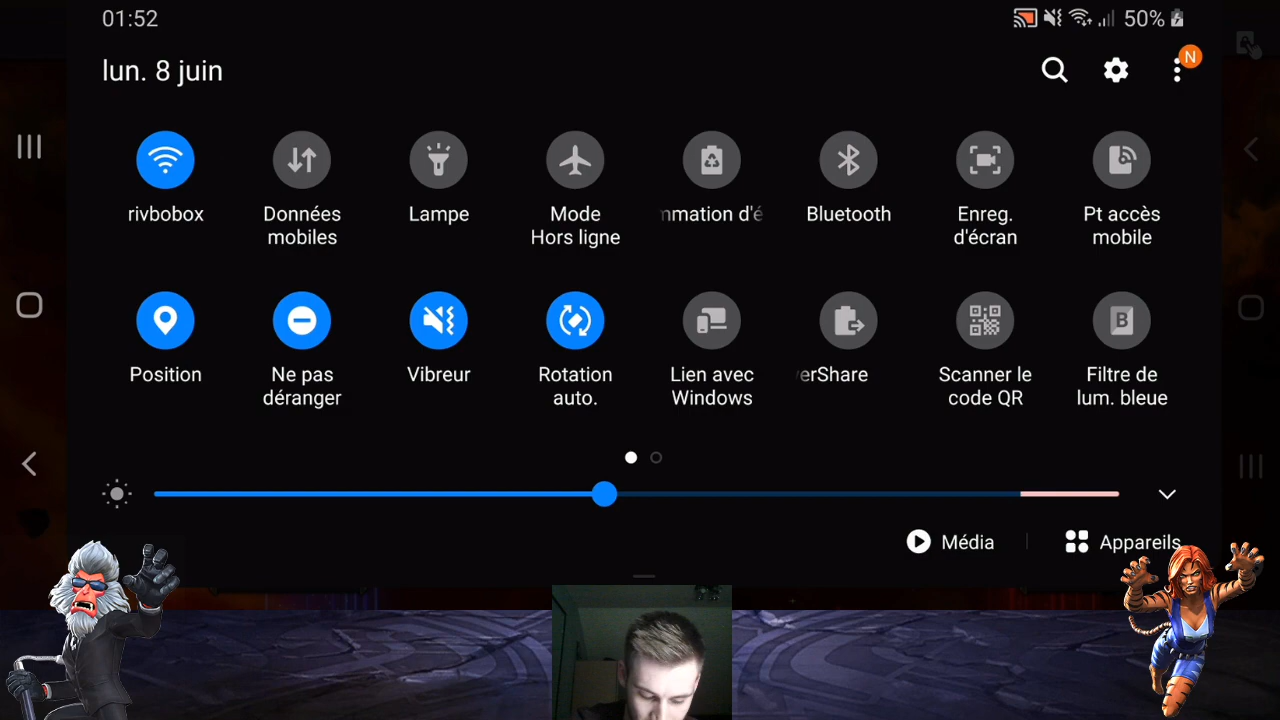 01:52
50%
lun. 8 juin
N
rivbobox
Données
mobiles
Lampe
Mode
Hors ligne
mmation d'é
Bluetooth
Enreg.
d'écran
Pt accès
mobile
Position
Ne pas
déranger
Vibreur
Rotation
auto.
Lien avec
Windows
erShare
Scanner le
code QR
B
Filtre de
lum. bleue
Média
Appareils